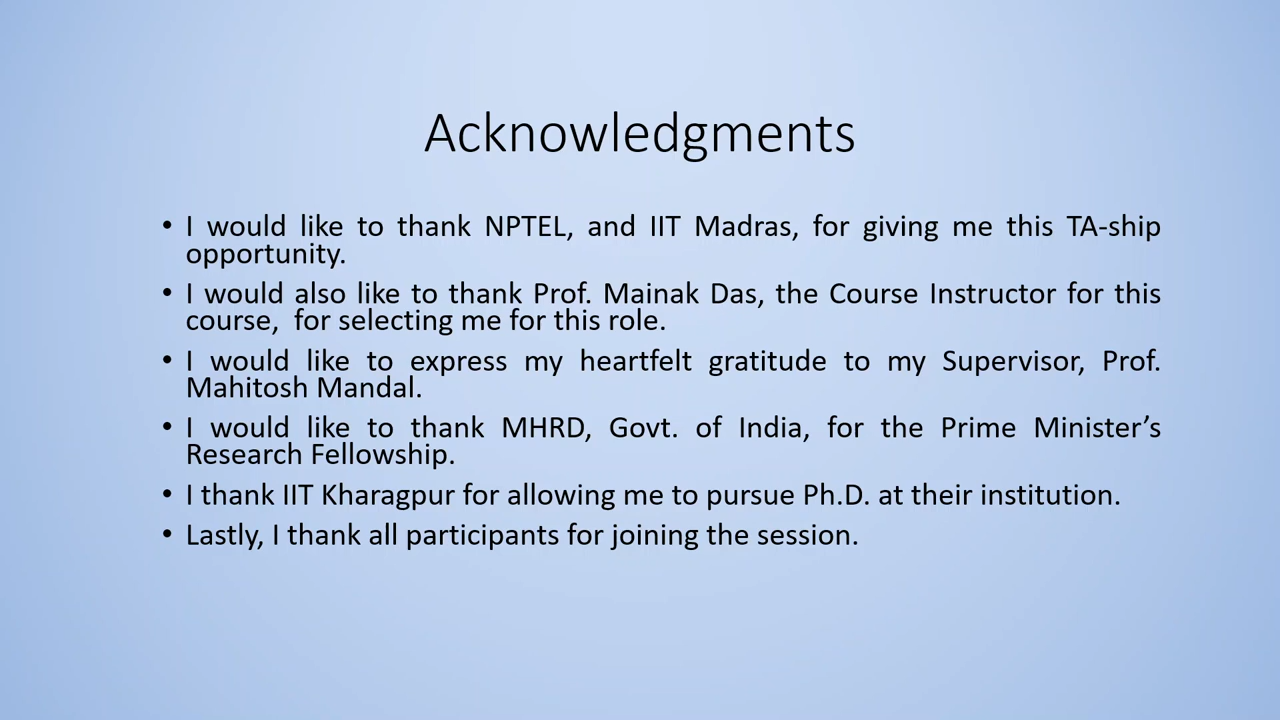 Acknowledgments
• I would like to thank NPTEL, and IIT Madras, for giving me this TA-ship
opportunity.
• I would also like to thank Prof. Mainak Das, the Course Instructor for this
course,  for selecting me for this role.
• I would like to express my heartfelt gratitude to my Supervisor, Prof.
Mahitosh Mandal.
• I would like to thank MHRD, Govt. of India, for the Prime Minister’s
Research Fellowship.
• I thank IIT Kharagpur for allowing me to pursue Ph.D. at their institution.
• Lastly, I thank all participants for joining the session.